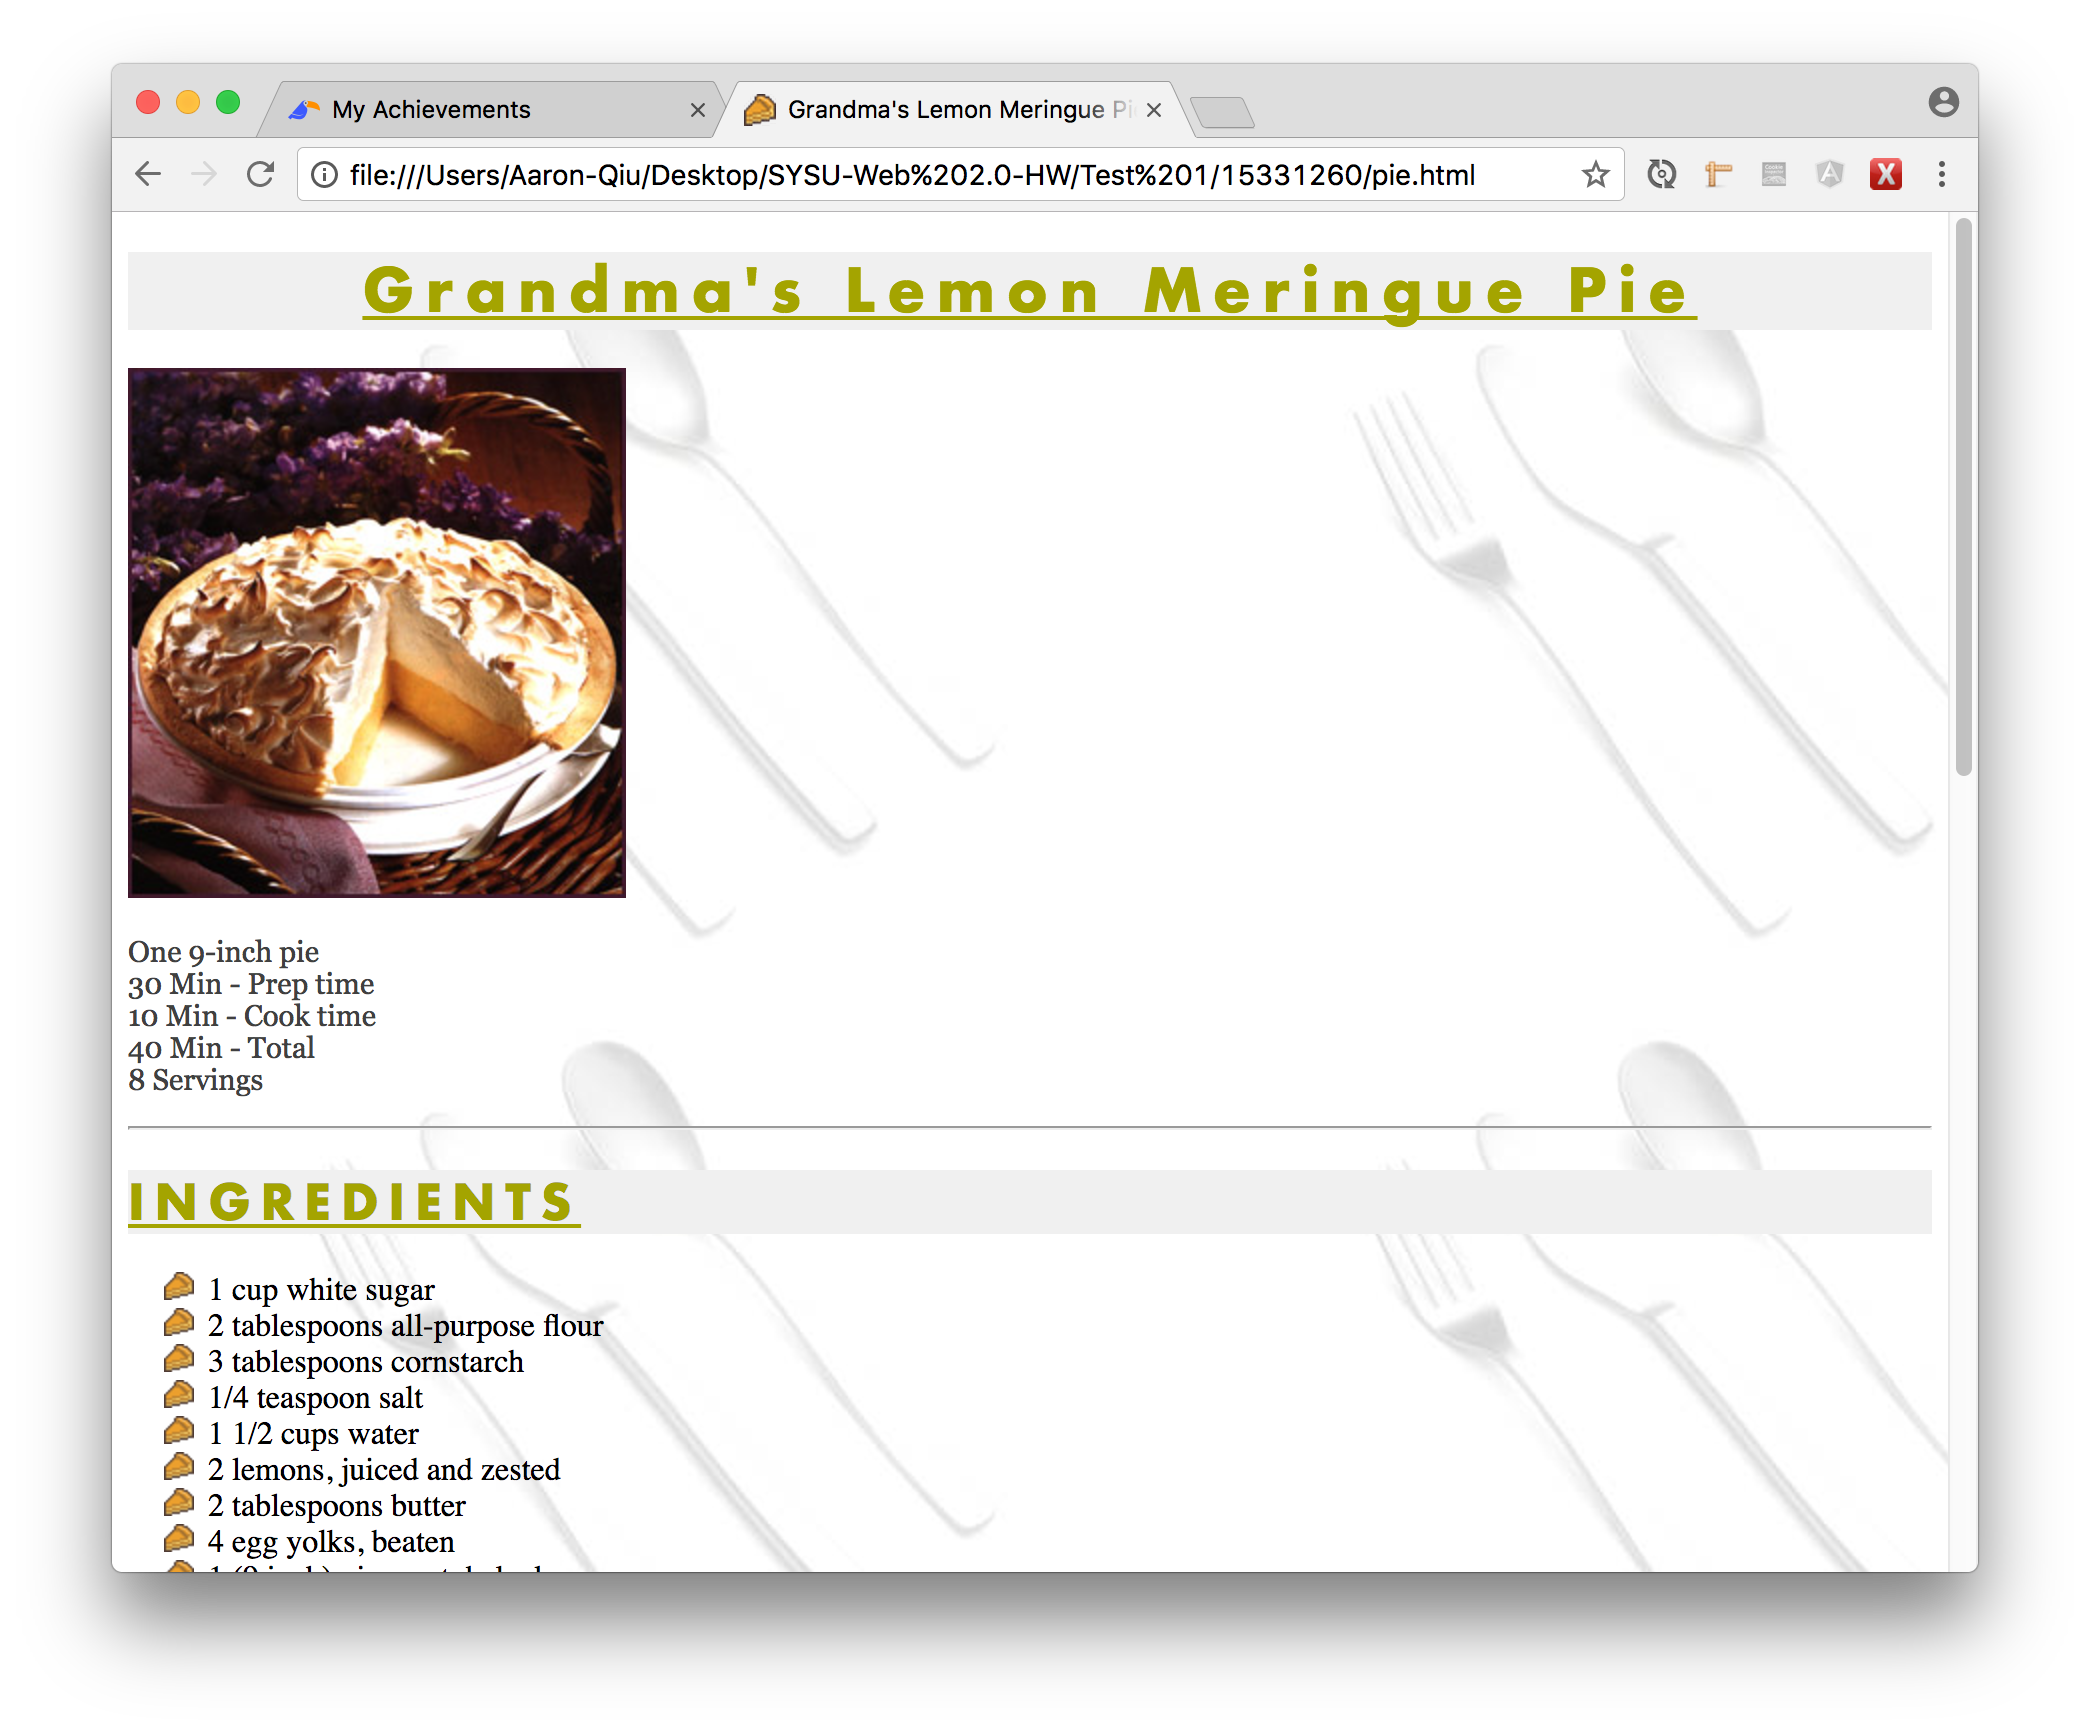 My Achievements
Grandma's Lemon Meringue
file:///Users/Aaron-Qiu/Desktop/SYSU-Web%202.0-HW/Test%201/15331260/pie.html
Grandma's Lemon Meringue Pie
One 9-inch pie
30 Min - Prep time
10 Min - Cook time
40 Min - Total
8 Servings
INGREDIENTS
1 cup white sugar
2 tablespoons all-purpose flour
3 tablespoons cornstarch
1/4 teaspoon salt
1 1/2 cups water
2 lemons, juiced and zested
2 tablespoons butter
4 egg yolks, beaten